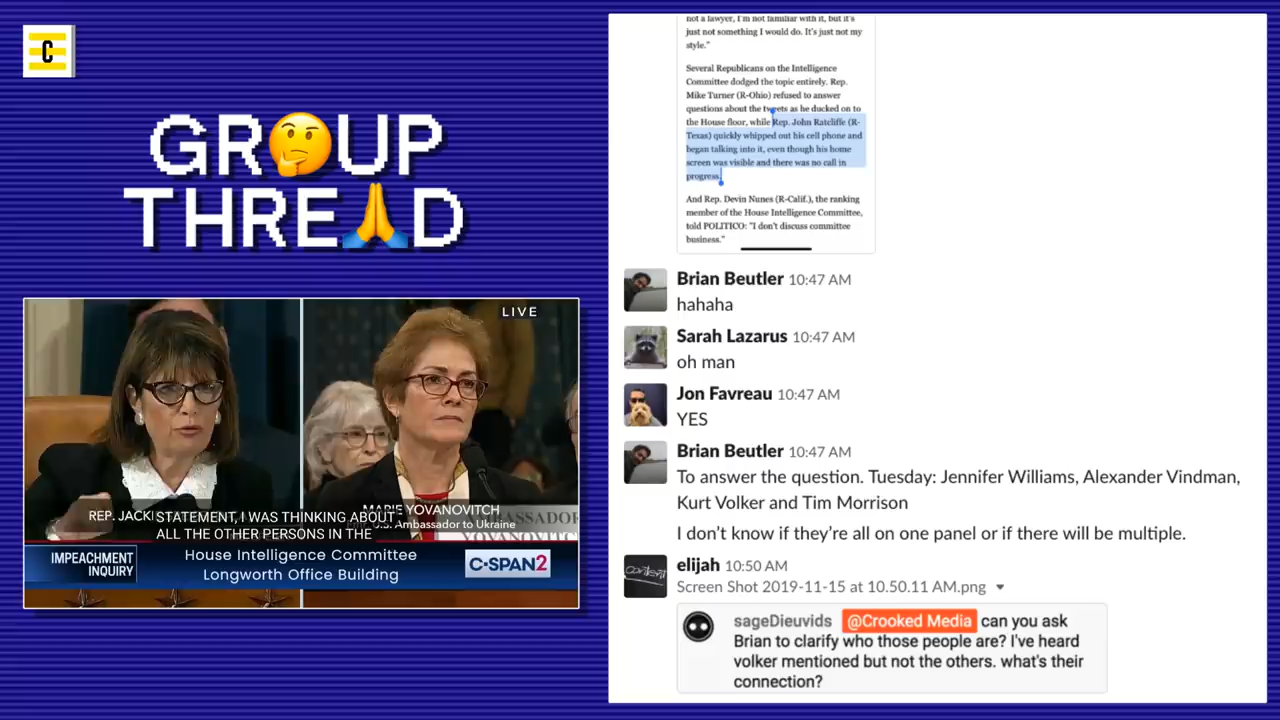 C
GROUP
THREAD
LIVE
REP. JACKI
STATEMENT, I WAS THINKING ABOUT
ALL THE OTHER PERSONS IN THE
YOVANOVITCH
Ambassador to Ukraine
IMPEACHMENT
INQUIRY
House Intelligence Committee
Longworth Office Building
C-SPAN2
not a lawyer, I'm not familiar with it, but it's
just not something I would do. It's just not my
style."
Several Republicans on the Intelligence
Committee dodged the topic entirely. Rep.
Mike Turner (R-Ohio) refused to answer
questions about the tweets as he ducked on to
the House floor, while Rep. John Ratcliffe (R-
Texas) quickly whipped out his cell phone and
began talking into it, even though his home
screen was visible and there was no call in
progress.
And Rep. Devin Nunes (R-Calif.), the ranking
member of the House Intelligence Committee,
told POLITICO: "I don't discuss committee
business."
Brian Beutler 10:47 AM
hahaha
Sarah Lazarus 10:47 AM
oh man
Jon Favreau 10:47 AM
YES
Brian Beutler 10:47 AM
To answer the question. Tuesday: Jennifer Williams, Alexander Vindman,
Kurt Volker and Tim Morrison
I don't know if they're all on one panel or if there will be multiple.
elijah 10:50 AM
Screen Shot 2019-11-15 at 10.50.11 AM.png
content
sageDieuvids @Crooked Media can you ask
Brian to clarify who those people are? I've heard
volker mentioned but not the others. what's their
connection?